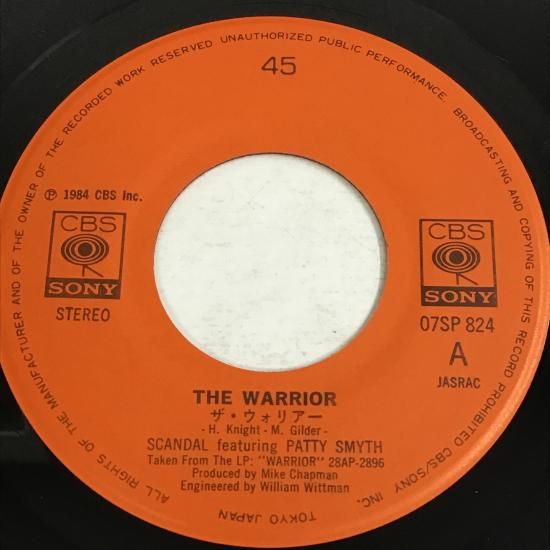 ALL RIGHTS OF THE MANUFACTURER AND OF THE OWNER OF THE RECORDED WORK RESERVED UNAUTHORIZED PUBLIC PERFORMANCE, BROADCASTING AND COPYING OF THIS RECORD PROHIBITED CBS/SONY INC.
TOKYO JAPAN
45
℗ 1984 CBS Inc.
CBS
SONY
STEREO
CBS
SONY
07SP 824
A
JASRAC
THE WARRIOR
ザ・ウォリアー
- H. Knight - M. Gilder -
SCANDAL featuring PATTY SMYTH
Taken From The LP: "WARRIOR" 28AP-2896
Produced by Mike Chapman
Engineered by William Wittman